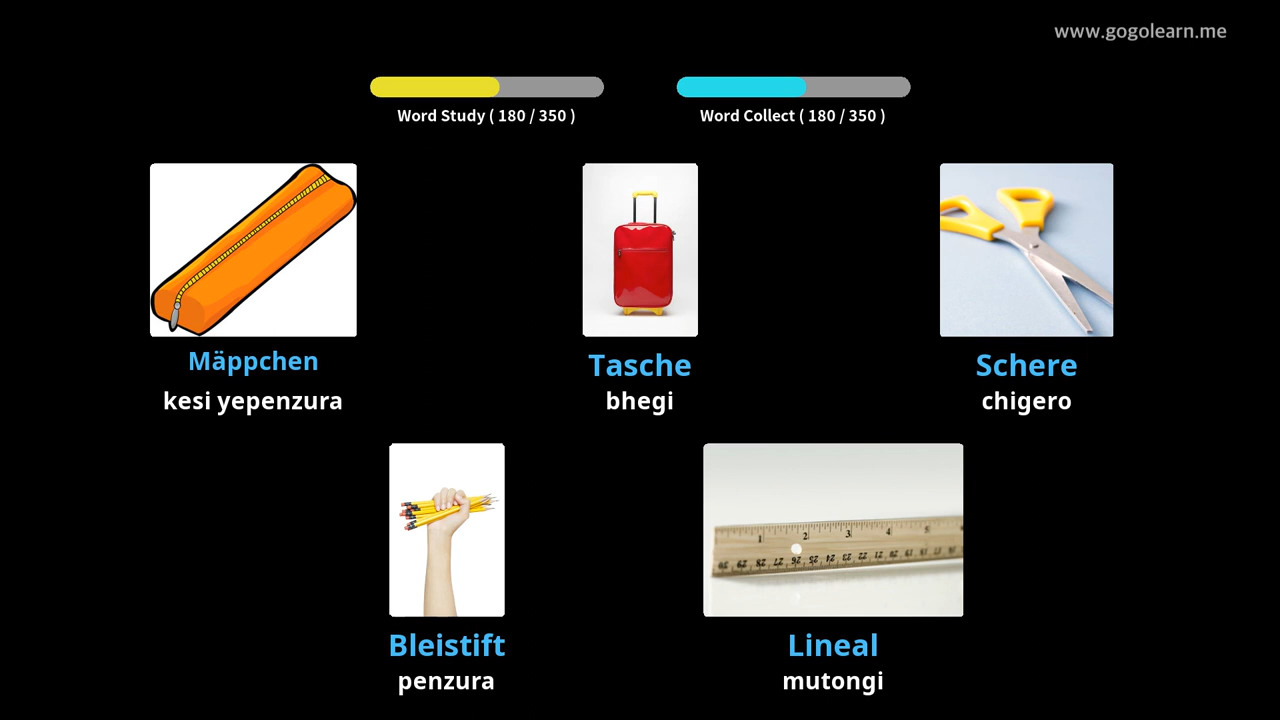 www.gogolearn.me
Word Study ( 180 / 350 )
Word Collect ( 180 / 350 )
Mäppchen
kesi yepenzura
Tasche
bhegi
Schere
chigero
Bleistift
penzura
Lineal
mutongi